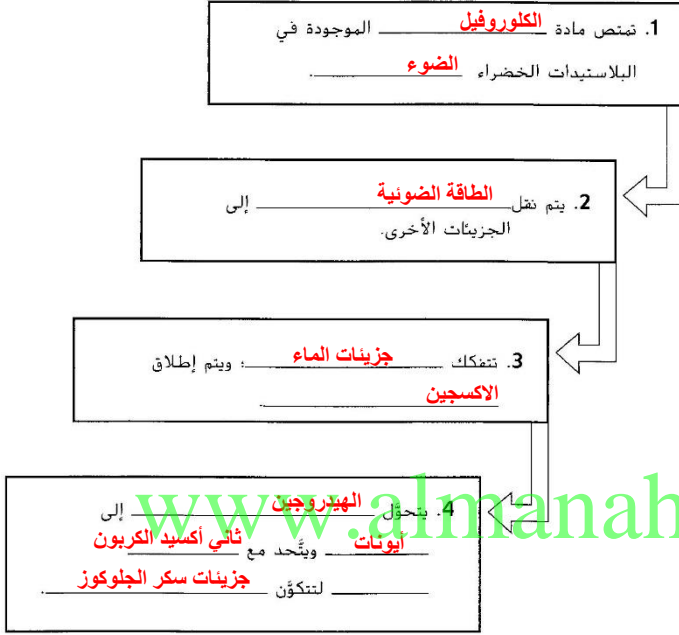 1. تمتص مادة الكلوروفيل الموجودة في
البلاستيدات الخضراء الضوء.
2. يتم نقل الطاقة الضوئية إلى
الجزيئات الأخرى.
3. تتفكك جزيئات الماء؛ ويتم إطلاق
الاكسجين.
4. يتحوَّل الهيدروجين إلى
أيونات ويتَّحد مع ثاني أكسيد الكربون
لتتكوَّن جزيئات سكر الجلوكوز.
www.almanah